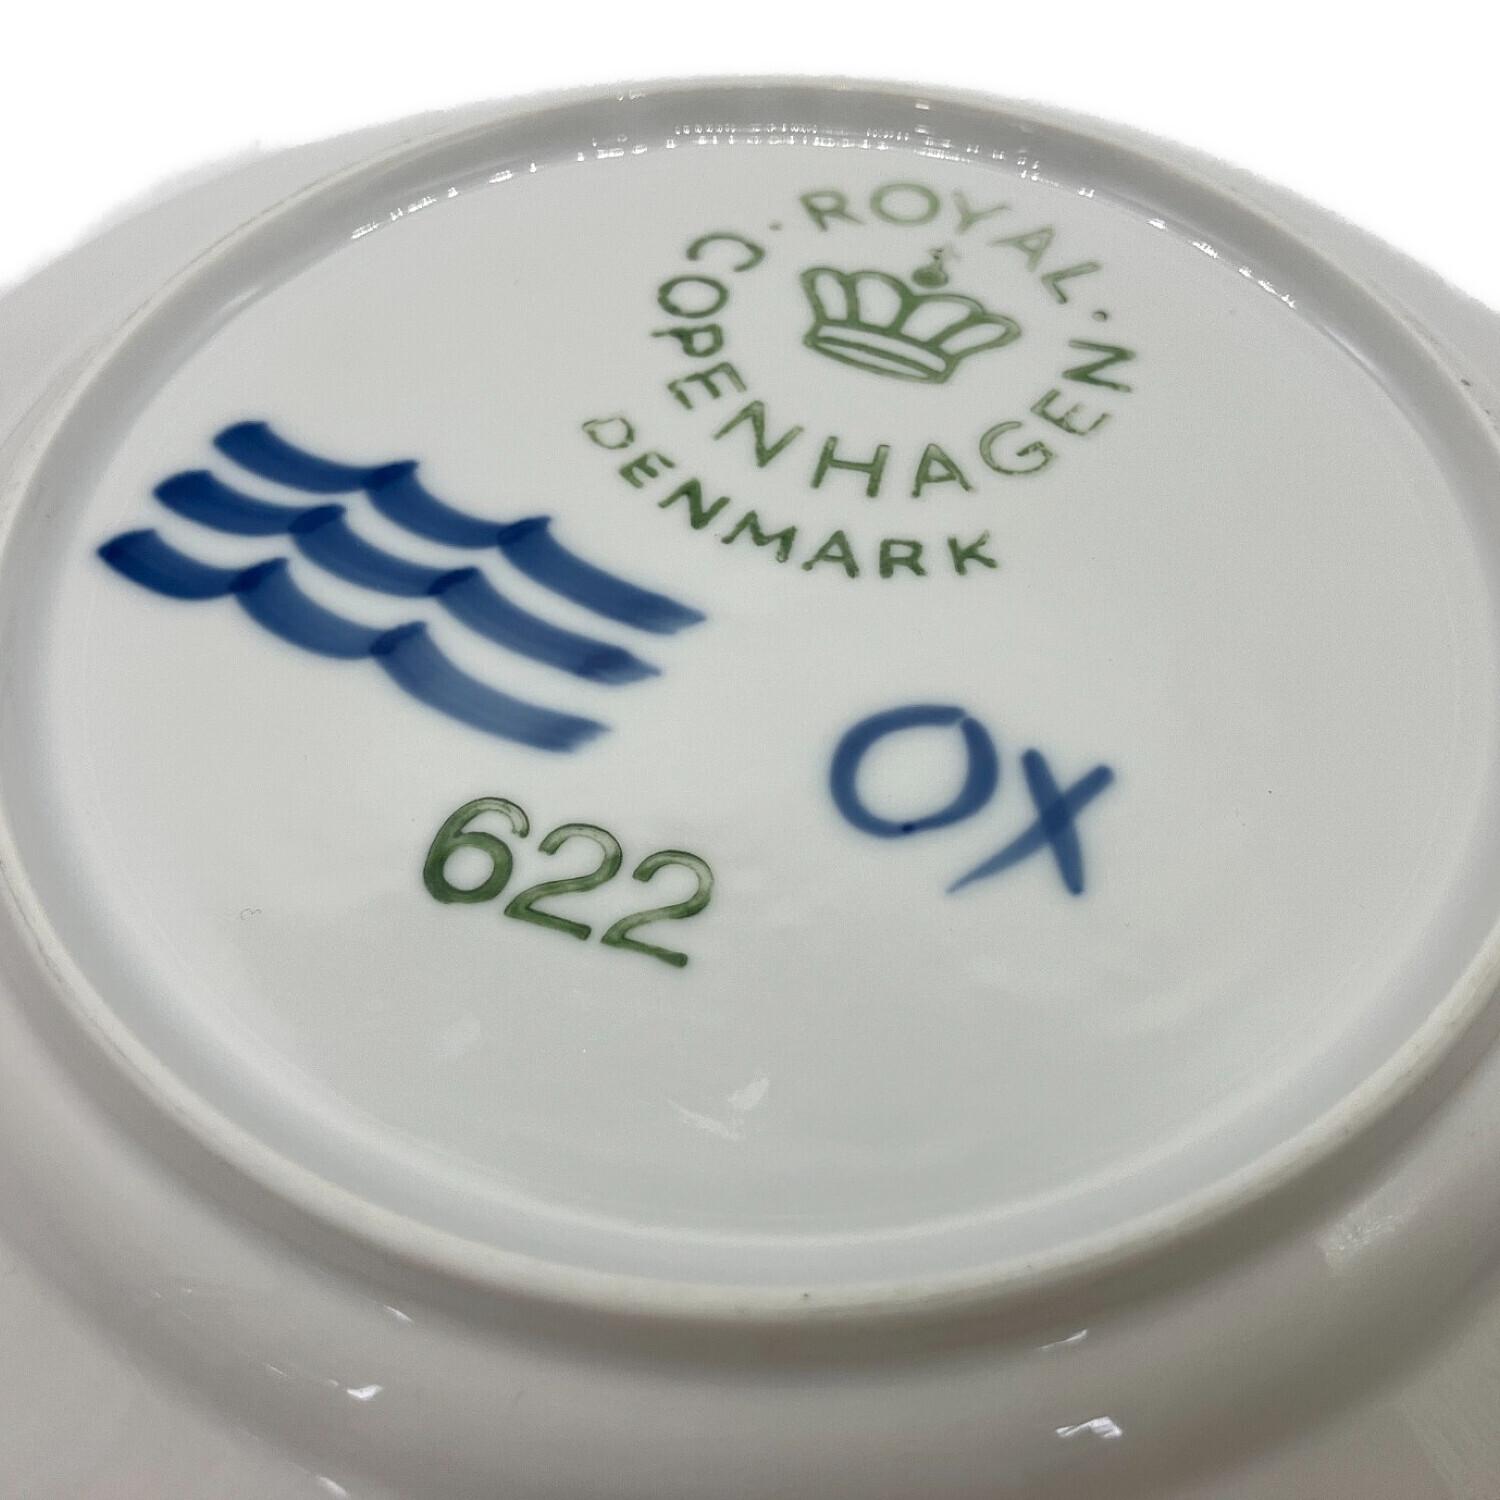 ROYAL
COPENHAGEN
DENMARK
OX
622